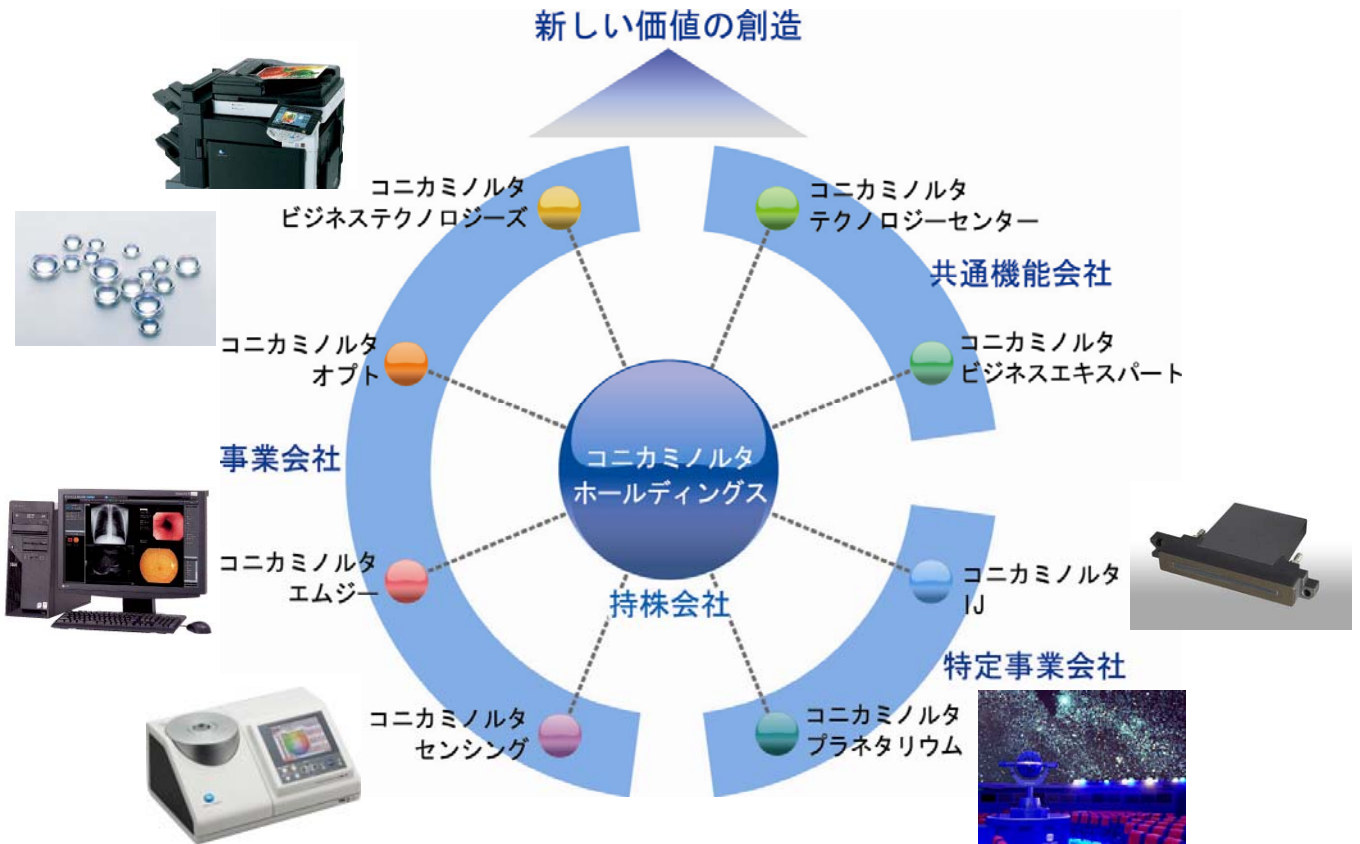 新しい価値の創造
コニカミノルタ
ビジネステクノロジーズ
コニカミノルタ
テクノロジーセンター
共通機能会社
コニカミノルタ
オプト
コニカミノルタ
ビジネスエキスパート
事業会社
コニカミノルタ
ホールディングス
コニカミノルタ
エムジー
持株会社
コニカミノルタ
IJ
特定事業会社
コニカミノルタ
センシング
コニカミノルタ
プラネタリウム